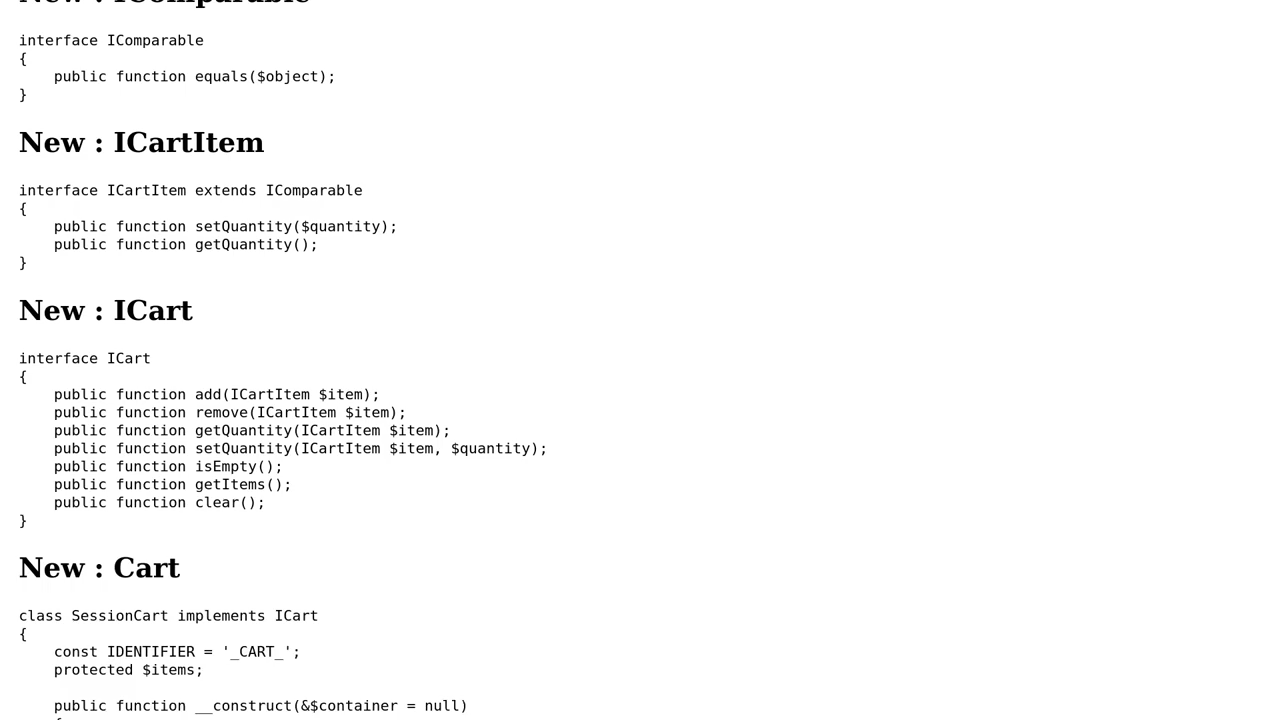 New : IComparable
interface IComparable
{
    public function equals($object);
}
New : ICartItem
interface ICartItem extends IComparable
{
    public function setQuantity($quantity);
    public function getQuantity();
}
New : ICart
interface ICart
{
    public function add(ICartItem $item);
    public function remove(ICartItem $item);
    public function getQuantity(ICartItem $item);
    public function setQuantity(ICartItem $item, $quantity);
    public function isEmpty();
    public function getItems();
    public function clear();
}
New : Cart
class SessionCart implements ICart
{
    const IDENTIFIER = '_CART_';
    protected $items;

    public function __construct(&$container = null)
    {